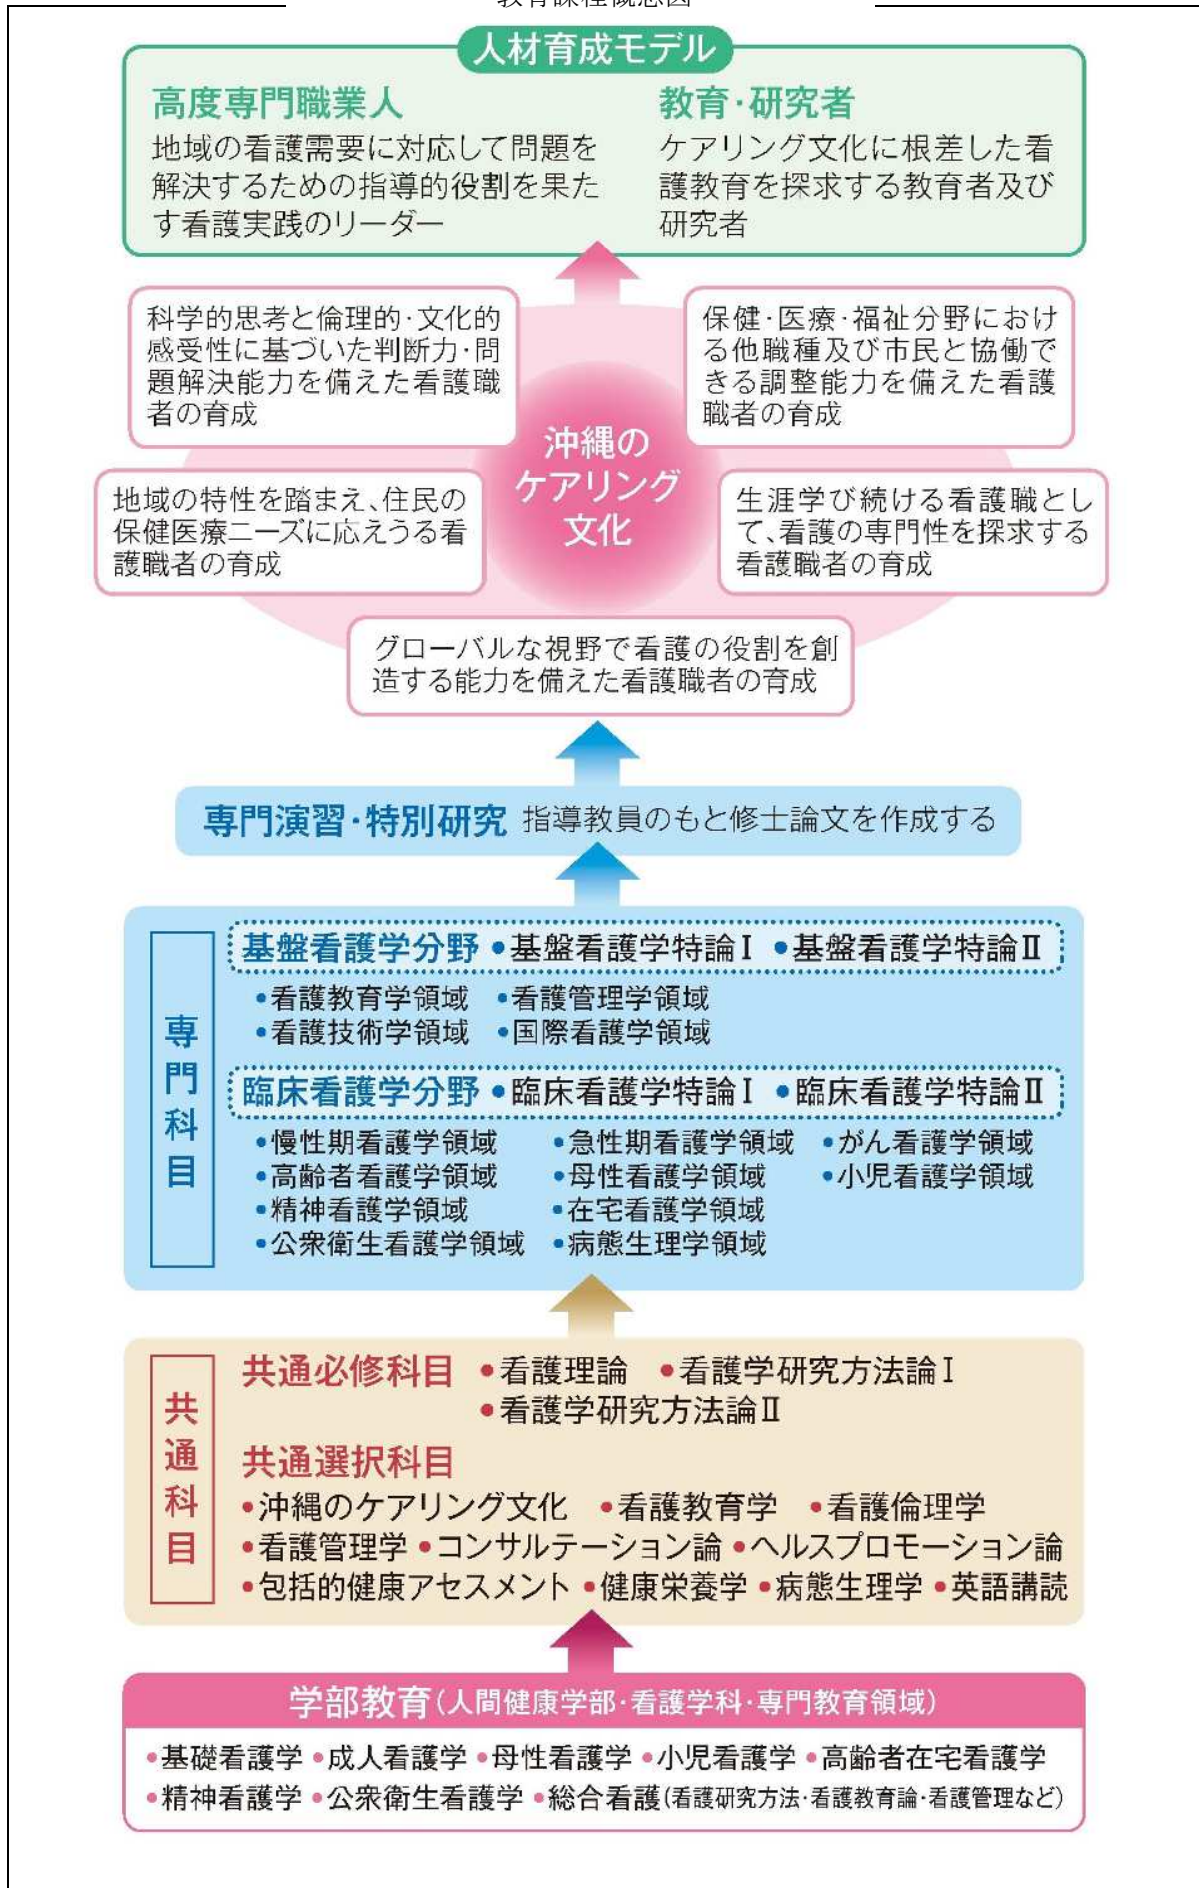 教育課程概念図
人材育成モデル
高度専門職業人
地域の看護需要に対応して問題を
解決するための指導的役割を果た
す看護実践のリーダー
教育・研究者
ケアリング文化に根差した看
護教育を探求する教育者及び
研究者
科学的思考と倫理的・文化的
感受性に基づいた判断力・問
題解決能力を備えた看護職
者の育成
保健・医療・福祉分野におけ
る他職種及び市民と協働で
きる調整能力を備えた看護
職者の育成
沖縄の
ケアリング
文化
地域の特性を踏まえ、住民の
保健医療ニーズに応えうる看
護職者の育成
生涯学び続ける看護職とし
て、看護の専門性を探求する
看護職者の育成
グローバルな視野で看護の役割を創
造する能力を備えた看護職者の育成
専門演習・特別研究 指導教員のもと修士論文を作成する
専門科目
基盤看護学分野 •基盤看護学特論Ⅰ •基盤看護学特論Ⅱ
•看護教育学領域 •看護管理学領域
•看護技術学領域 •国際看護学領域
臨床看護学分野 •臨床看護学特論Ⅰ •臨床看護学特論Ⅱ
•慢性期看護学領域 •急性期看護学領域 •がん看護学領域
•高齢者看護学領域 •母性看護学領域 •小児看護学領域
•精神看護学領域 •在宅看護学領域
•公衆衛生看護学領域 •病態生理学領域
共通科目
共通必修科目 •看護理論 •看護学研究方法論Ⅰ
•看護学研究方法論Ⅱ
共通選択科目
•沖縄のケアリング文化 •看護教育学 •看護倫理学
•看護管理学 •コンサルテーション論 •ヘルスプロモーション論
•包括的健康アセスメント •健康栄養学 •病態生理学 •英語講読
学部教育(人間健康学部・看護学科・専門教育領域)
•基礎看護学 •成人看護学 •母性看護学 •小児看護学 •高齢者在宅看護学
•精神看護学 •公衆衛生看護学 •総合看護(看護研究方法・看護教育論・看護管理など)